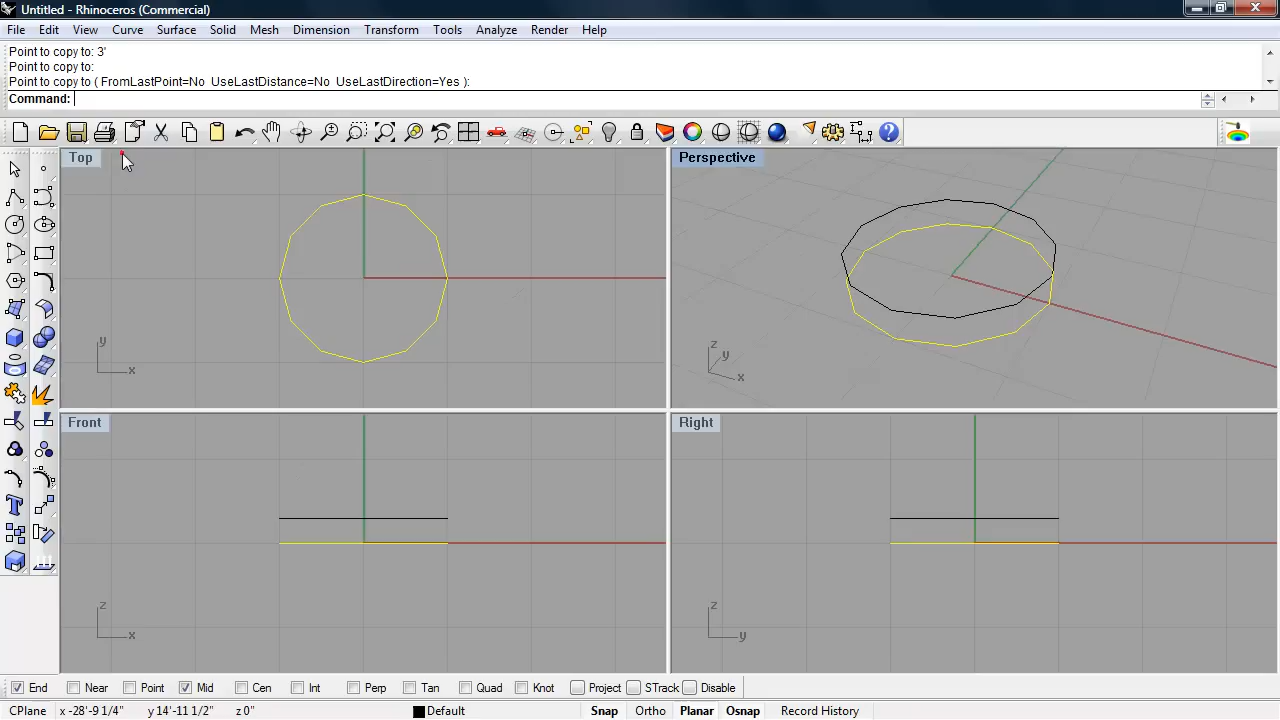 Untitled - Rhinoceros (Commercial)
File Edit View Curve Surface Solid Mesh Dimension Transform Tools Analyze Render Help
Point to copy to: 3'
Point to copy to:
Point to copy to ( FromLastPoint=No UseLastDistance=No UseLastDirection=Yes ):
Command:
Top
y
x
Perspective
z
y
x
Front
z
x
Right
z
y
End Near Point Mid Cen Int Perp Tan Quad Knot Project STrack Disable
CPlane x -28'-9 1/4" y 14'-11 1/2" z 0" Default Snap Ortho Planar Osnap Record History